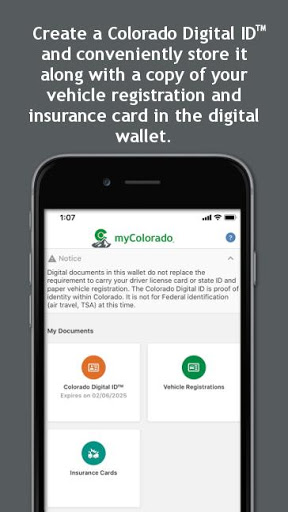 Create a Colorado Digital ID™
and conveniently store it
along with a copy of your
vehicle registration and
insurance card in the digital
wallet.
1:07
myColorado
?
Notice
Digital documents in this wallet do not replace the
requirement to carry your driver license card or state ID and
paper vehicle registration. The Colorado Digital ID is proof of
identity within Colorado. It is not for Federal identification
(air travel, TSA) at this time.
My Documents
Colorado Digital ID™
Expires on 02/06/2025
Vehicle Registrations
Insurance Cards